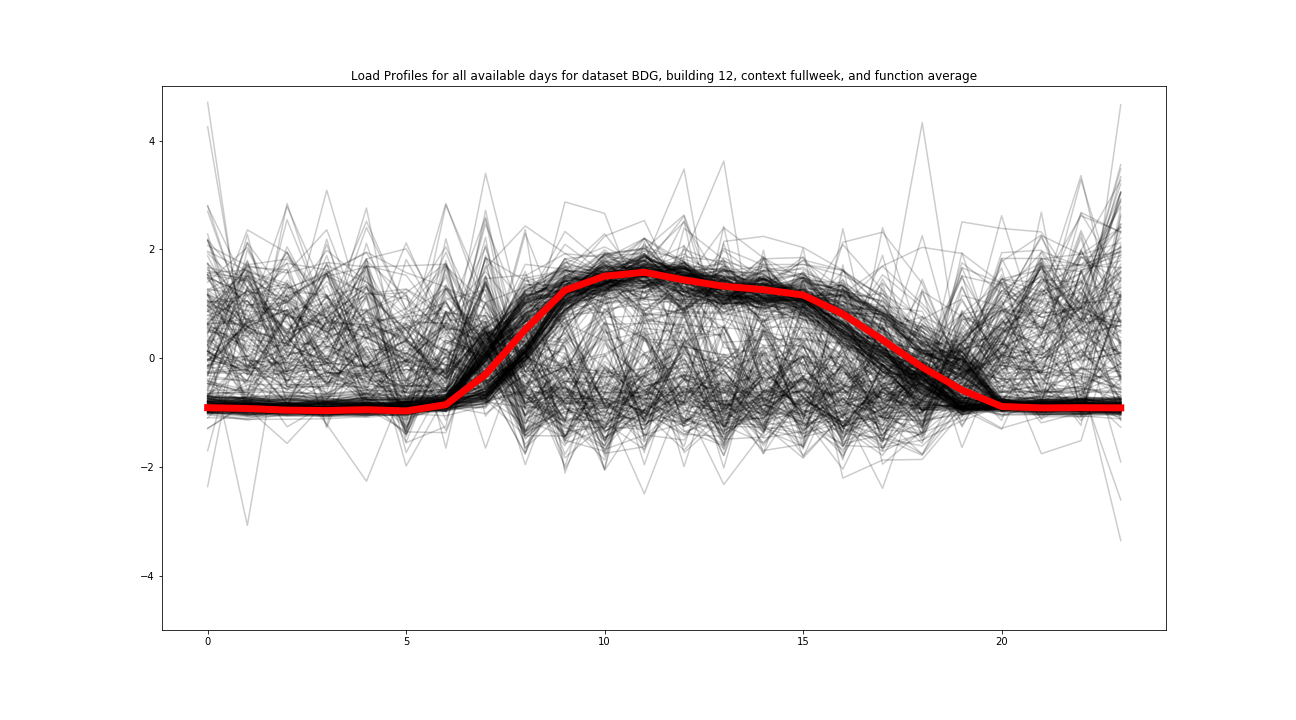 Load Profiles for all available days for dataset BDG, building 12, context fullweek, and function average
4
2
0
−2
−4
0 5 10 15 20